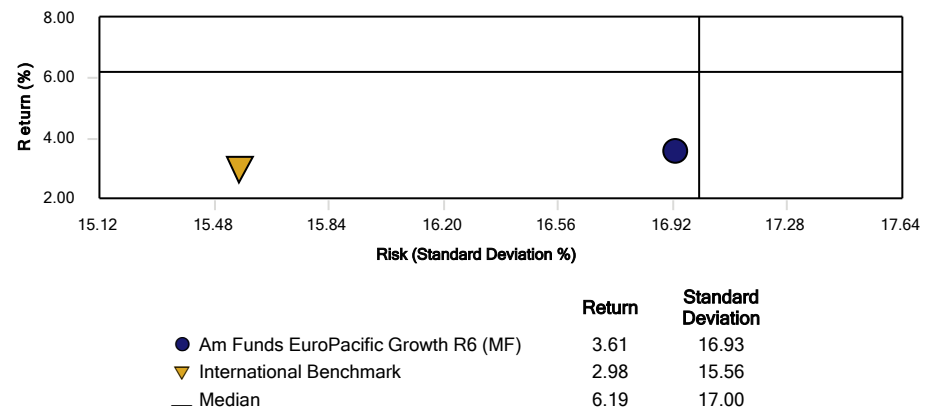 8.00
6.00
4.00
2.00
Return (%)
15.12 15.48 15.84 16.20 16.56 16.92 17.28 17.64
Risk (Standard Deviation %)
Return Standard Deviation
Am Funds EuroPacific Growth R6 (MF) 3.61 16.93
International Benchmark 2.98 15.56
Median 6.19 17.00